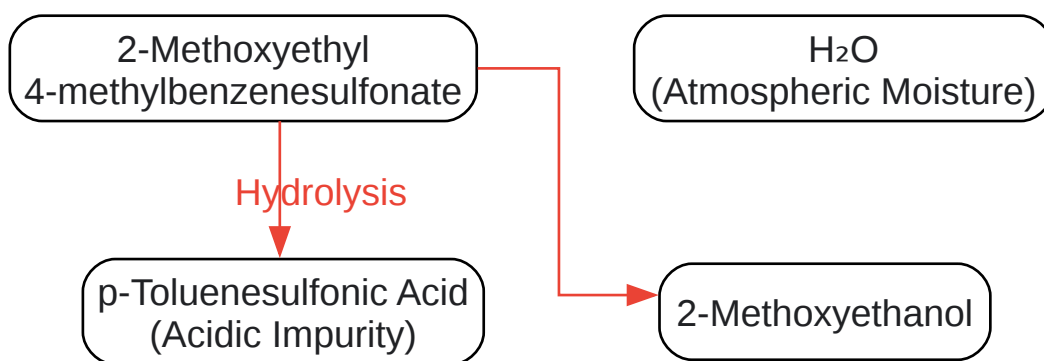 2-Methoxyethyl
4-methylbenzenesulfonate
H₂O
(Atmospheric Moisture)
Hydrolysis
p-Toluenesulfonic Acid
(Acidic Impurity)
2-Methoxyethanol